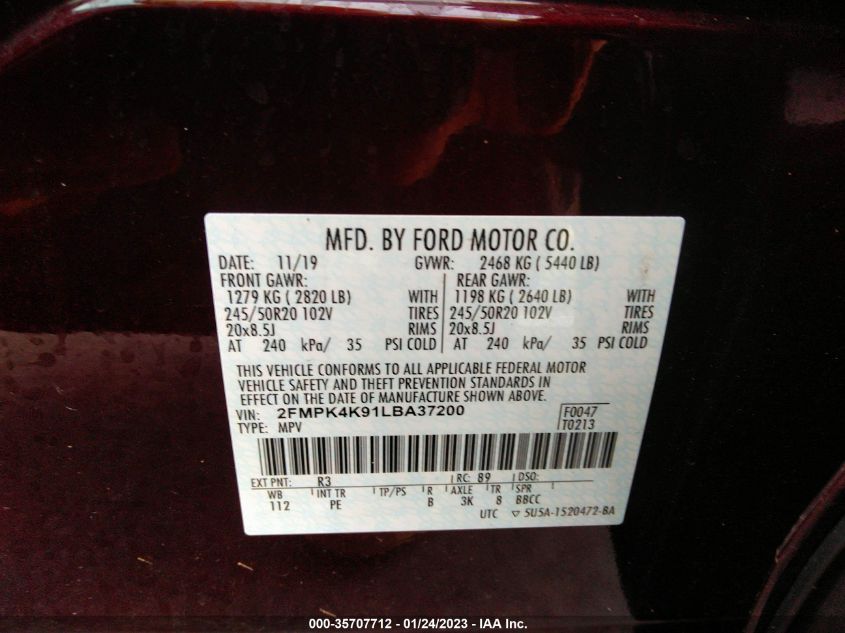 MFD. BY FORD MOTOR CO.
DATE: 11/19 GVWR: 2468 KG ( 5440 LB)
FRONT GAWR: REAR GAWR:
1279 KG ( 2820 LB) WITH 1198 KG ( 2640 LB) WITH
245/50R20 102V TIRES 245/50R20 102V TIRES
20x8.5J RIMS 20x8.5J RIMS
AT 240 kPa/ 35 PSI COLD AT 240 kPa/ 35 PSI COLD
THIS VEHICLE CONFORMS TO ALL APPLICABLE FEDERAL MOTOR
VEHICLE SAFETY AND THEFT PREVENTION STANDARDS IN
EFFECT ON THE DATE OF MANUFACTURE SHOWN ABOVE.
VIN: 2FMPK4K91LBA37200 F0047
TYPE: MPV T0213
EXT PNT: R3 RC: 89 DSO:
WB INT TR TP/PS R AXLE TR SPR
112 PE B 3K 8 BBCC
UTC ▽ 5U5A-1520472-BA
000-35707712 - 01/24/2023 - IAA Inc.